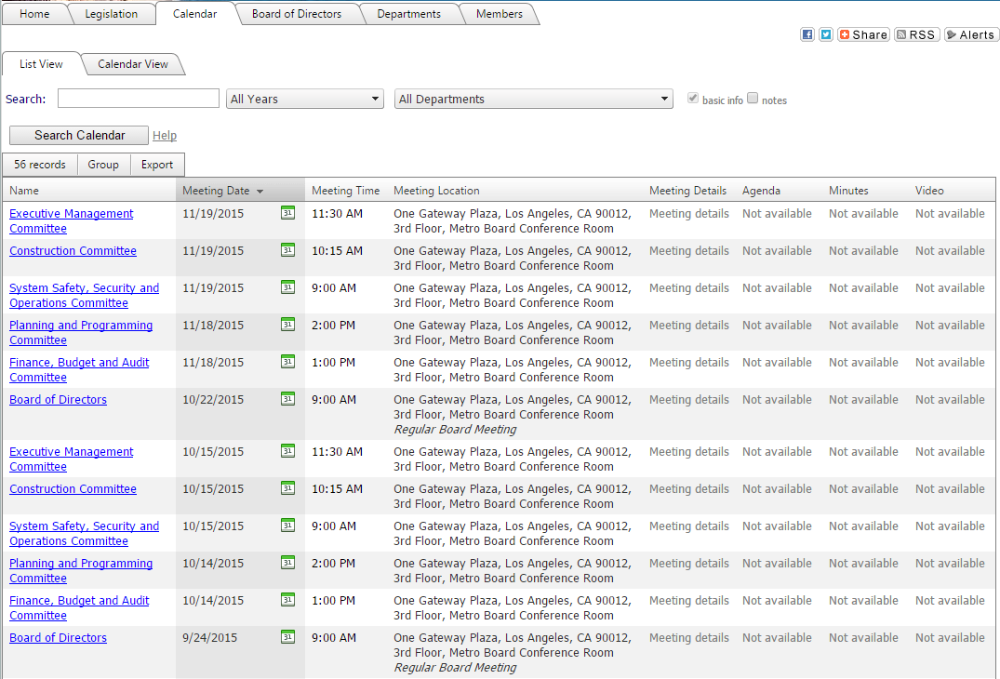 Home Legislation Calendar Board of Directors Departments Members
Share RSS Alerts
List View Calendar View
Search: All Years All Departments basic info notes
Search Calendar Help
56 records Group Export
Name Meeting Date Meeting Time Meeting Location Meeting Details Agenda Minutes Video
Executive Management 11/19/2015 31 11:30 AM One Gateway Plaza, Los Angeles, CA 90012, Meeting details Not available Not available Not available
Committee 3rd Floor, Metro Board Conference Room
Construction Committee 11/19/2015 31 10:15 AM One Gateway Plaza, Los Angeles, CA 90012, Meeting details Not available Not available Not available
3rd Floor, Metro Board Conference Room
System Safety, Security and 11/19/2015 31 9:00 AM One Gateway Plaza, Los Angeles, CA 90012, Meeting details Not available Not available Not available
Operations Committee 3rd Floor, Metro Board Conference Room
Planning and Programming 11/18/2015 31 2:00 PM One Gateway Plaza, Los Angeles, CA 90012, Meeting details Not available Not available Not available
Committee 3rd Floor, Metro Board Conference Room
Finance, Budget and Audit 11/18/2015 31 1:00 PM One Gateway Plaza, Los Angeles, CA 90012, Meeting details Not available Not available Not available
Committee 3rd Floor, Metro Board Conference Room
Board of Directors 10/22/2015 31 9:00 AM One Gateway Plaza, Los Angeles, CA 90012, Meeting details Not available Not available Not available
3rd Floor, Metro Board Conference Room
Regular Board Meeting
Executive Management 10/15/2015 31 11:30 AM One Gateway Plaza, Los Angeles, CA 90012, Meeting details Not available Not available Not available
Committee 3rd Floor, Metro Board Conference Room
Construction Committee 10/15/2015 31 10:15 AM One Gateway Plaza, Los Angeles, CA 90012, Meeting details Not available Not available Not available
3rd Floor, Metro Board Conference Room
System Safety, Security and 10/15/2015 31 9:00 AM One Gateway Plaza, Los Angeles, CA 90012, Meeting details Not available Not available Not available
Operations Committee 3rd Floor, Metro Board Conference Room
Planning and Programming 10/14/2015 31 2:00 PM One Gateway Plaza, Los Angeles, CA 90012, Meeting details Not available Not available Not available
Committee 3rd Floor, Metro Board Conference Room
Finance, Budget and Audit 10/14/2015 31 1:00 PM One Gateway Plaza, Los Angeles, CA 90012, Meeting details Not available Not available Not available
Committee 3rd Floor, Metro Board Conference Room
Board of Directors 9/24/2015 31 9:00 AM One Gateway Plaza, Los Angeles, CA 90012, Meeting details Not available Not available Not available
3rd Floor, Metro Board Conference Room
Regular Board Meeting